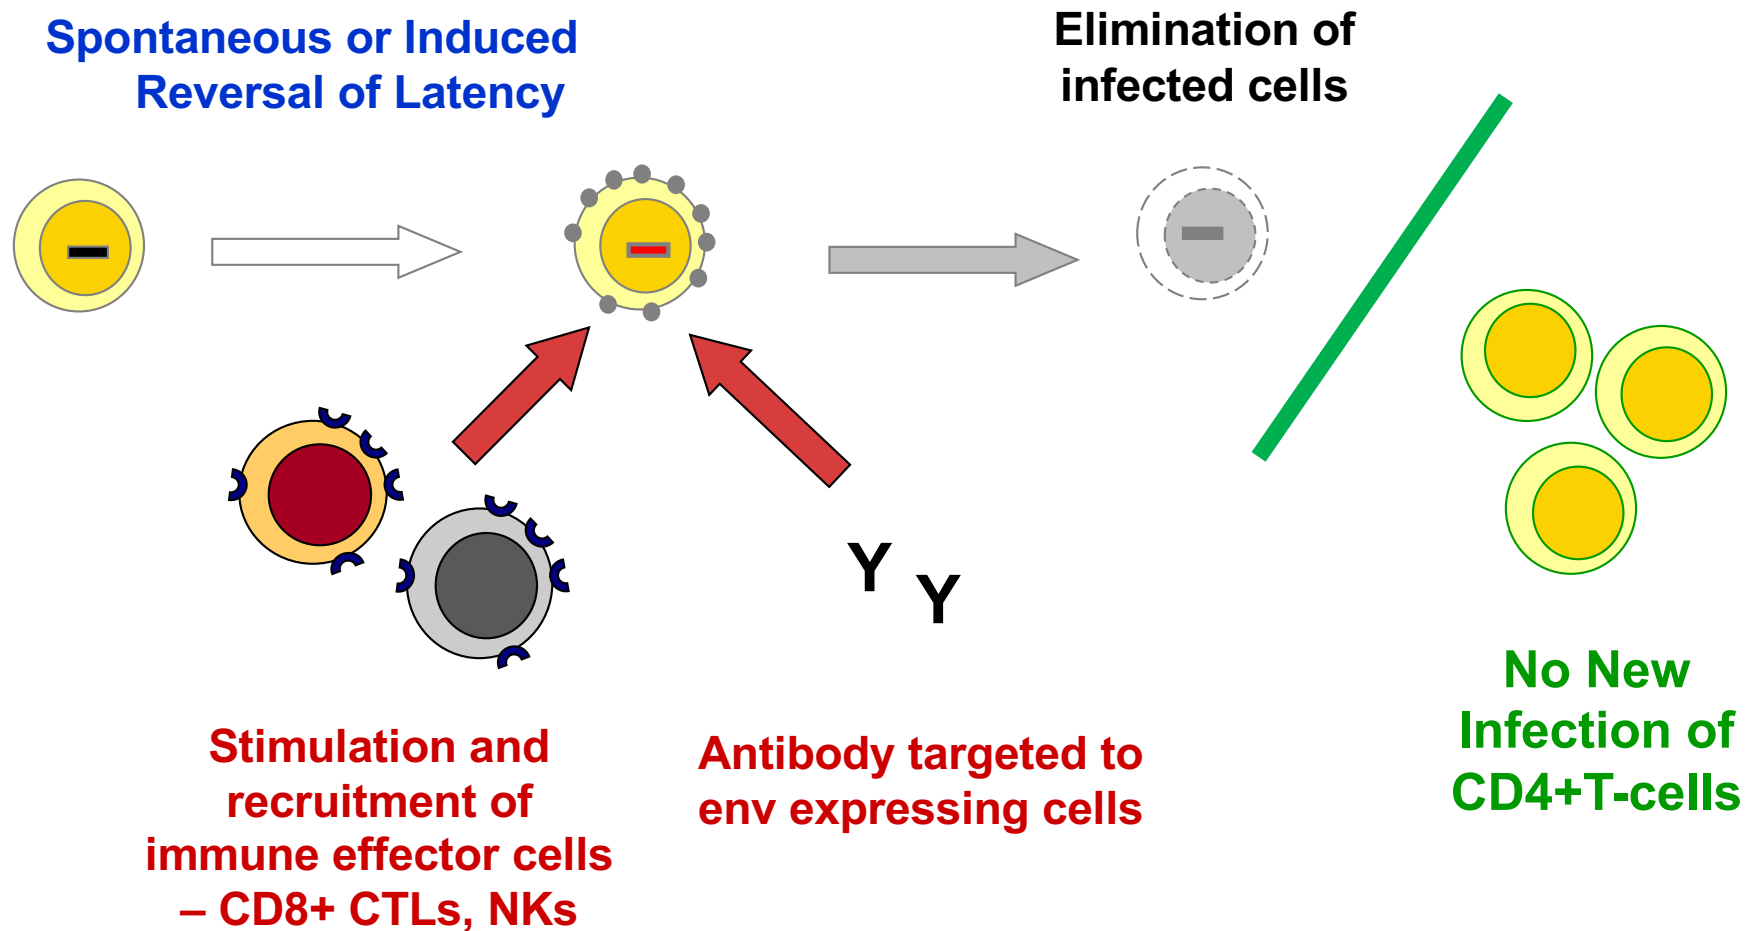 Spontaneous or Induced
Reversal of Latency
Elimination of
infected cells
Y
Y
Stimulation and
recruitment of
immune effector cells
– CD8+ CTLs, NKs
Antibody targeted to
env expressing cells
No New
Infection of
CD4+T-cells